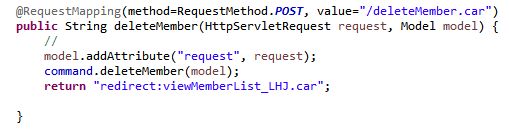 @RequestMapping(method=RequestMethod.POST, value="/deleteMember.car")
public String deleteMember(HttpServletRequest request, Model model) {
//
model.addAttribute("request", request);
command.deleteMember(model);
return "redirect:viewMemberList_LHJ.car";
}